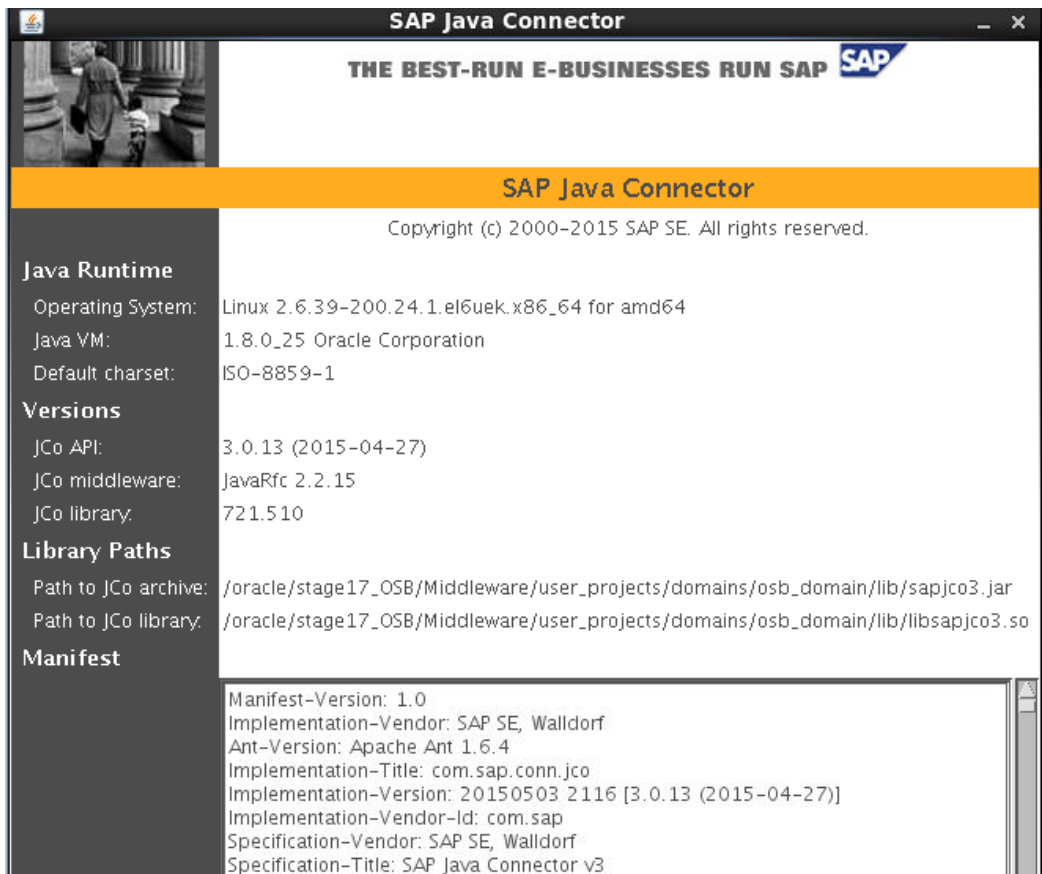 SAP Java Connector
THE BEST-RUN E-BUSINESSES RUN SAP SAP
SAP Java Connector
Copyright (c) 2000-2015 SAP SE. All rights reserved.
Java Runtime
Operating System: Linux 2.6.39-200.24.1.el6uek.x86_64 for amd64
Java VM: 1.8.0_25 Oracle Corporation
Default charset: ISO-8859-1
Versions
JCo API: 3.0.13 (2015-04-27)
JCo middleware: JavaRfc 2.2.15
JCo library: 721.510
Library Paths
Path to JCo archive: /oracle/stage17_OSB/Middleware/user_projects/domains/osb_domain/lib/sapjco3.jar
Path to JCo library: /oracle/stage17_OSB/Middleware/user_projects/domains/osb_domain/lib/libsapjco3.so
Manifest
Manifest-Version: 1.0
Implementation-Vendor: SAP SE, Walldorf
Ant-Version: Apache Ant 1.6.4
Implementation-Title: com.sap.conn.jco
Implementation-Version: 20150503 2116 [3.0.13 (2015-04-27)]
Implementation-Vendor-Id: com.sap
Specification-Vendor: SAP SE, Walldorf
Specification-Title: SAP Java Connector v3